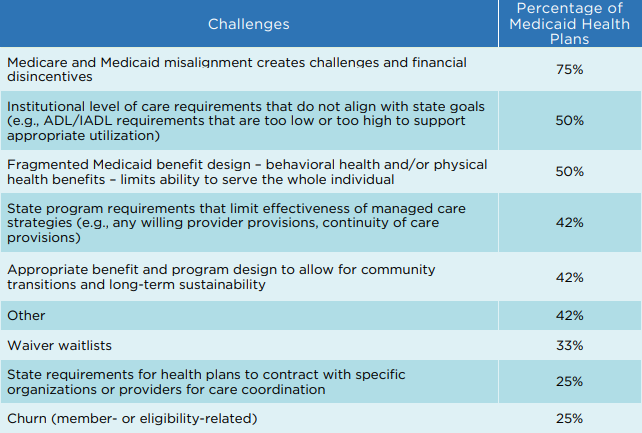 Challenges
Percentage of
Medicaid Health
Plans
Medicare and Medicaid misalignment creates challenges and financial
disincentives
75%
Institutional level of care requirements that do not align with state goals
(e.g., ADL/IADL requirements that are too low or too high to support
appropriate utilization)
50%
Fragmented Medicaid benefit design – behavioral health and/or physical
health benefits – limits ability to serve the whole individual
50%
State program requirements that limit effectiveness of managed care
strategies (e.g., any willing provider provisions, continuity of care
provisions)
42%
Appropriate benefit and program design to allow for community
transitions and long-term sustainability
42%
Other
42%
Waiver waitlists
33%
State requirements for health plans to contract with specific
organizations or providers for care coordination
25%
Churn (member- or eligibility-related)
25%